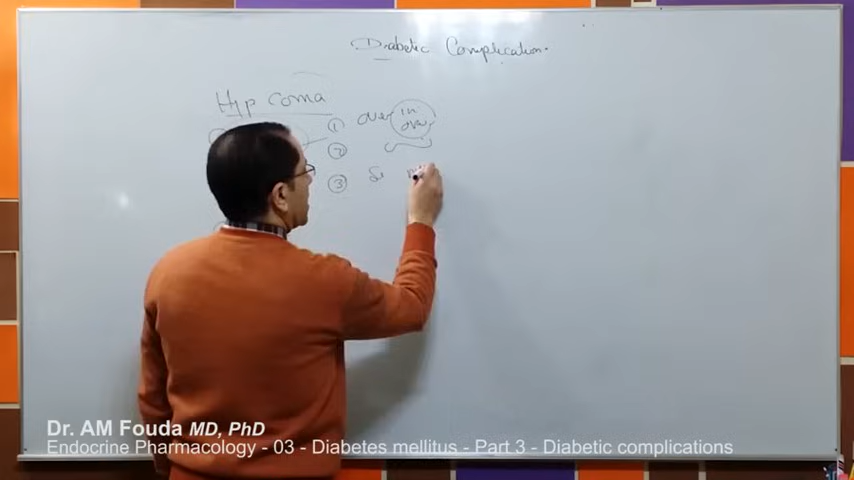 Diabetic Complication.
Hyp Coma
① over in
over
②
③
Dr. AM Fouda MD, PhD
Endocrine Pharmacology - 03 - Diabetes mellitus - Part 3 - Diabetic complications